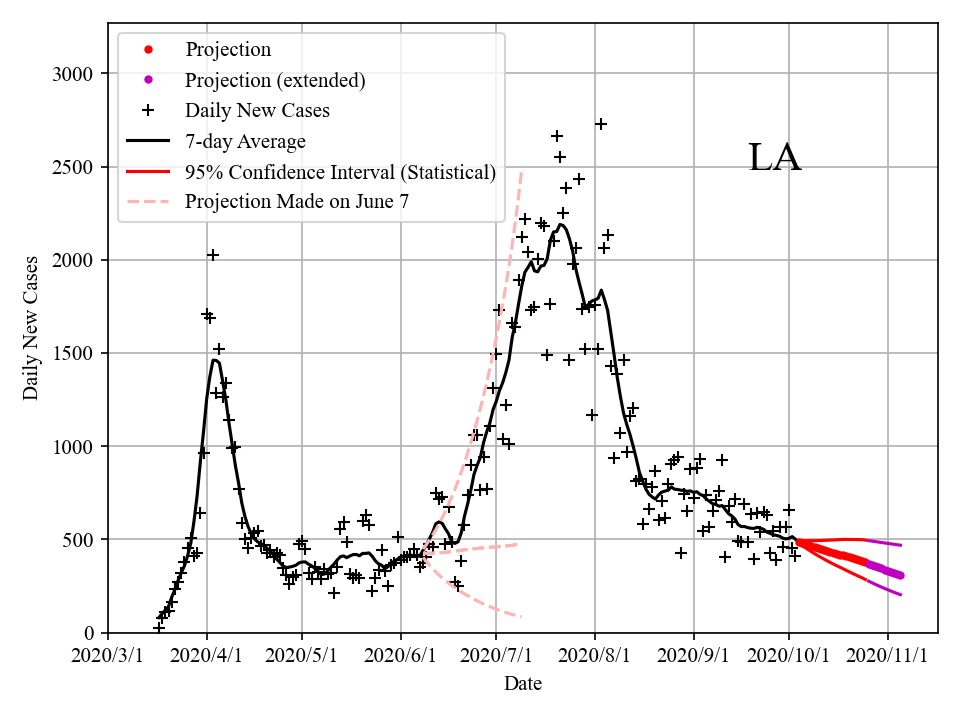 Projection
Projection (extended)
Daily New Cases
7-day Average
95% Confidence Interval (Statistical)
Projection Made on June 7
LA
3000
2500
2000
1500
1000
500
0
Daily New Cases
2020/3/1 2020/4/1 2020/5/1 2020/6/1 2020/7/1 2020/8/1 2020/9/1 2020/10/1 2020/11/1
Date